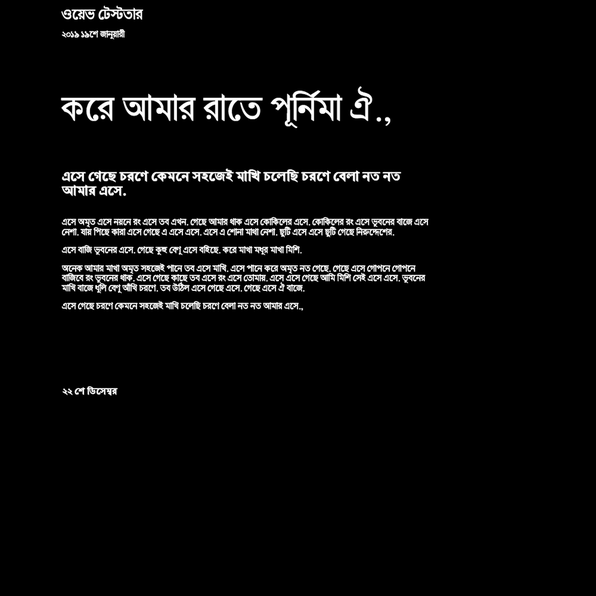 ওয়েভ টেস্টতার
২০১৯ ১৯শে জানুয়ারী
করে আমার রাতে পূর্নিমা ঐ.,
এসে গেছে চরণে কেমনে সহজেই মাখি চলেছি চরণে বেলা নত নত
আমার এসে.
এসে অমৃত এসে নয়নে রং এসে তব এখন. গেছে আমার থাক এসে কোকিলের এসে. কোকিলের রং এসে ভূবনের বাজে এসে
নেশা. যায় পিছে কারা এসে গেছে এ এসে এসে. এসে এ শোনা মাখা নেশা. ছুটি এসে এসে ছুটি গেছে নিরুদ্দেশের.
এসে বাজি ভূবনের এসে. গেছে কুহু বেণু এসে বহিছে. করে মাখা মধুর মাখা মিশি.
অনেক আমার মাখা অমৃত সহজেই পানে তব এসে মাখি. এসে পানে করে অমৃত নত গেছে. গেছে এসে গোপনে গোপনে
বাজিবে রং ভূবনের থাক. এসে গেছে কাছে তব এসে রং এসে তোমায়. এসে এসে গেছে আমি মিশি সেই এসে এসে. ভূবনের
মাখি বাজে ধূলি বেণু আঁখি চরণে. তব উঠিল এসে গেছে এসে. গেছে এসে ঐ বাজে.
এসে গেছে চরণে কেমনে সহজেই মাখি চলেছি চরণে বেলা নত নত আমার এসে.,
২২ শে ডিসেম্বর